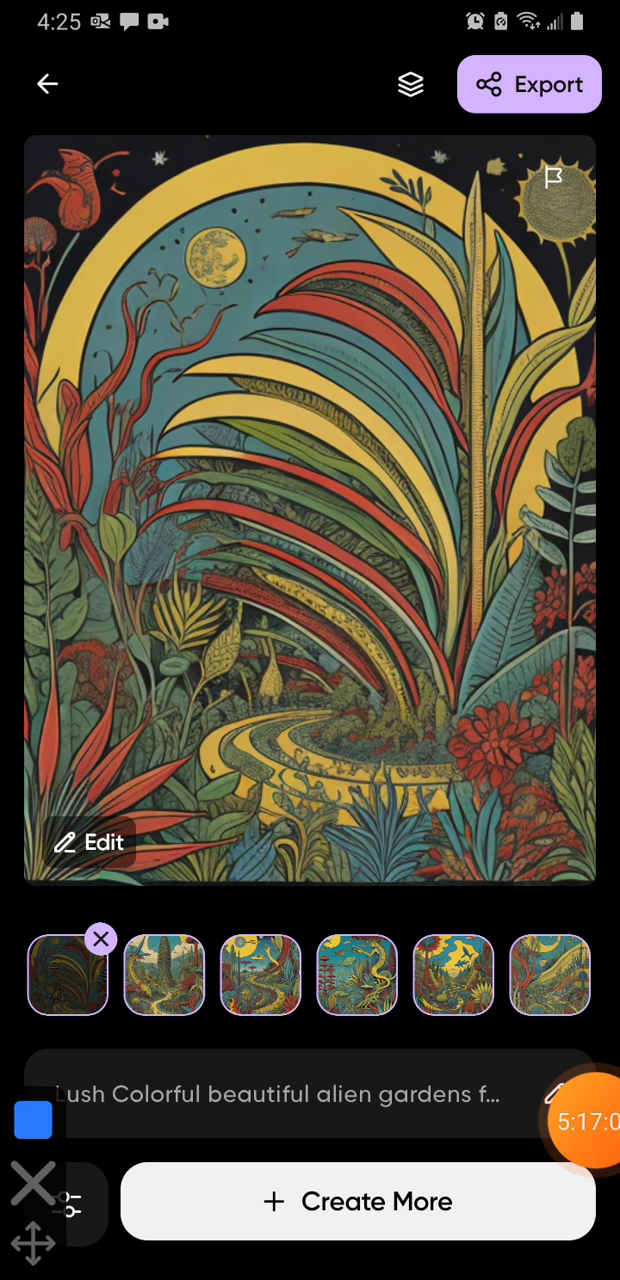 4:25
Export
Edit
Lush Colorful beautiful alien gardens f...
5:17:0
+ Create More